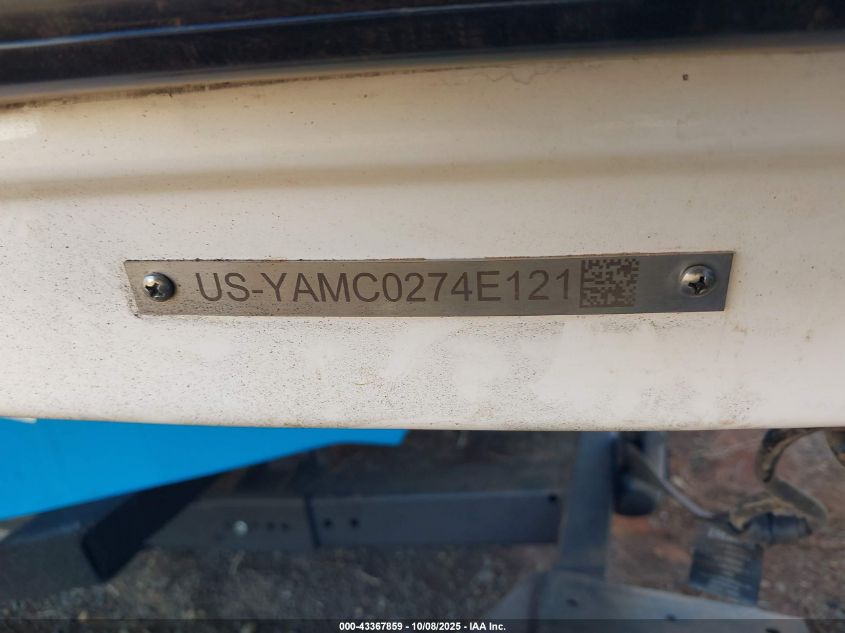 US-YAMC0274E121
000-43367859 - 10/08/2025 - IAA Inc.